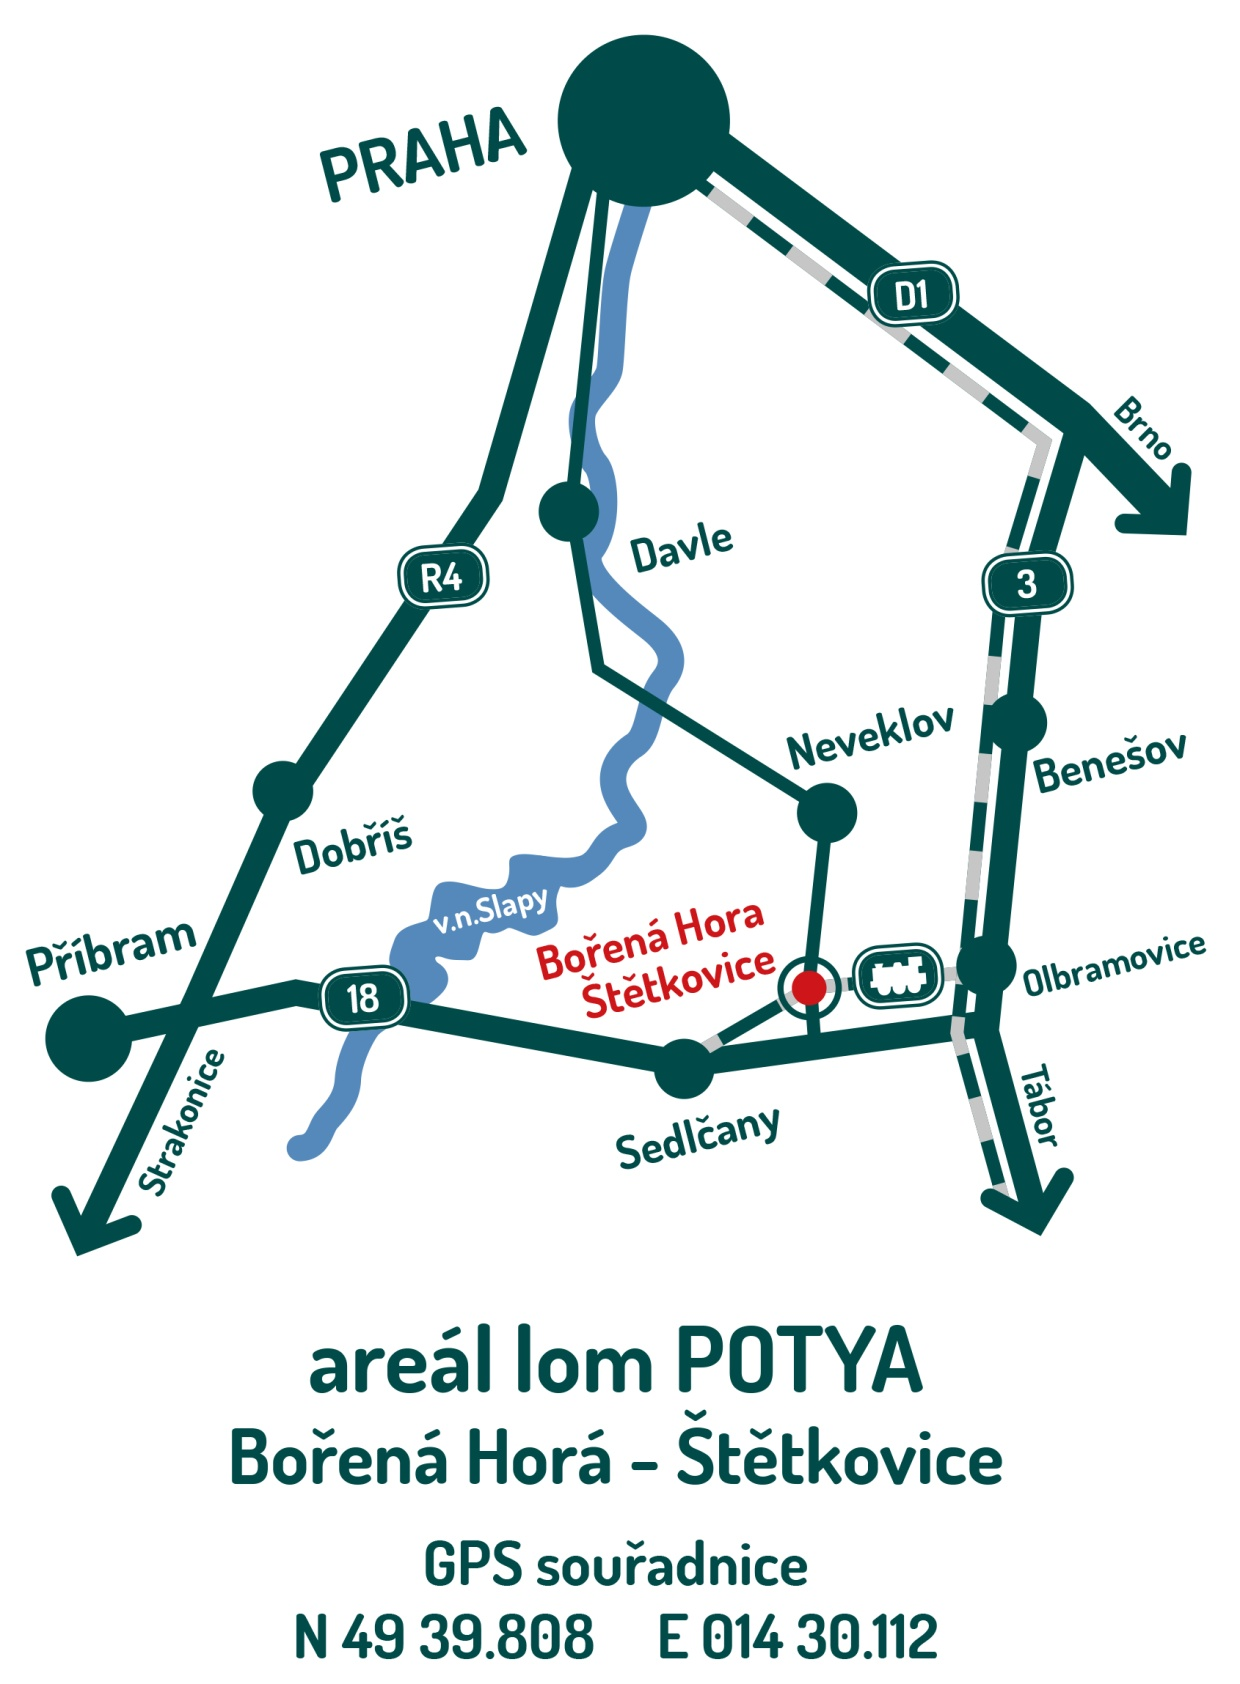 PRAHA
D1
Brno
Davle
R4
3
Neveklov
Benešov
Dobříš
v.n.Slapy
Příbram
Bořená Hora
Štětkovice
Olbramovice
18
Strakonice
Tábor
Sedlčany
areál lom POTYA
Bořená Horá - Štětkovice
GPS souřadnice
N 49 39.808 E 014 30.112